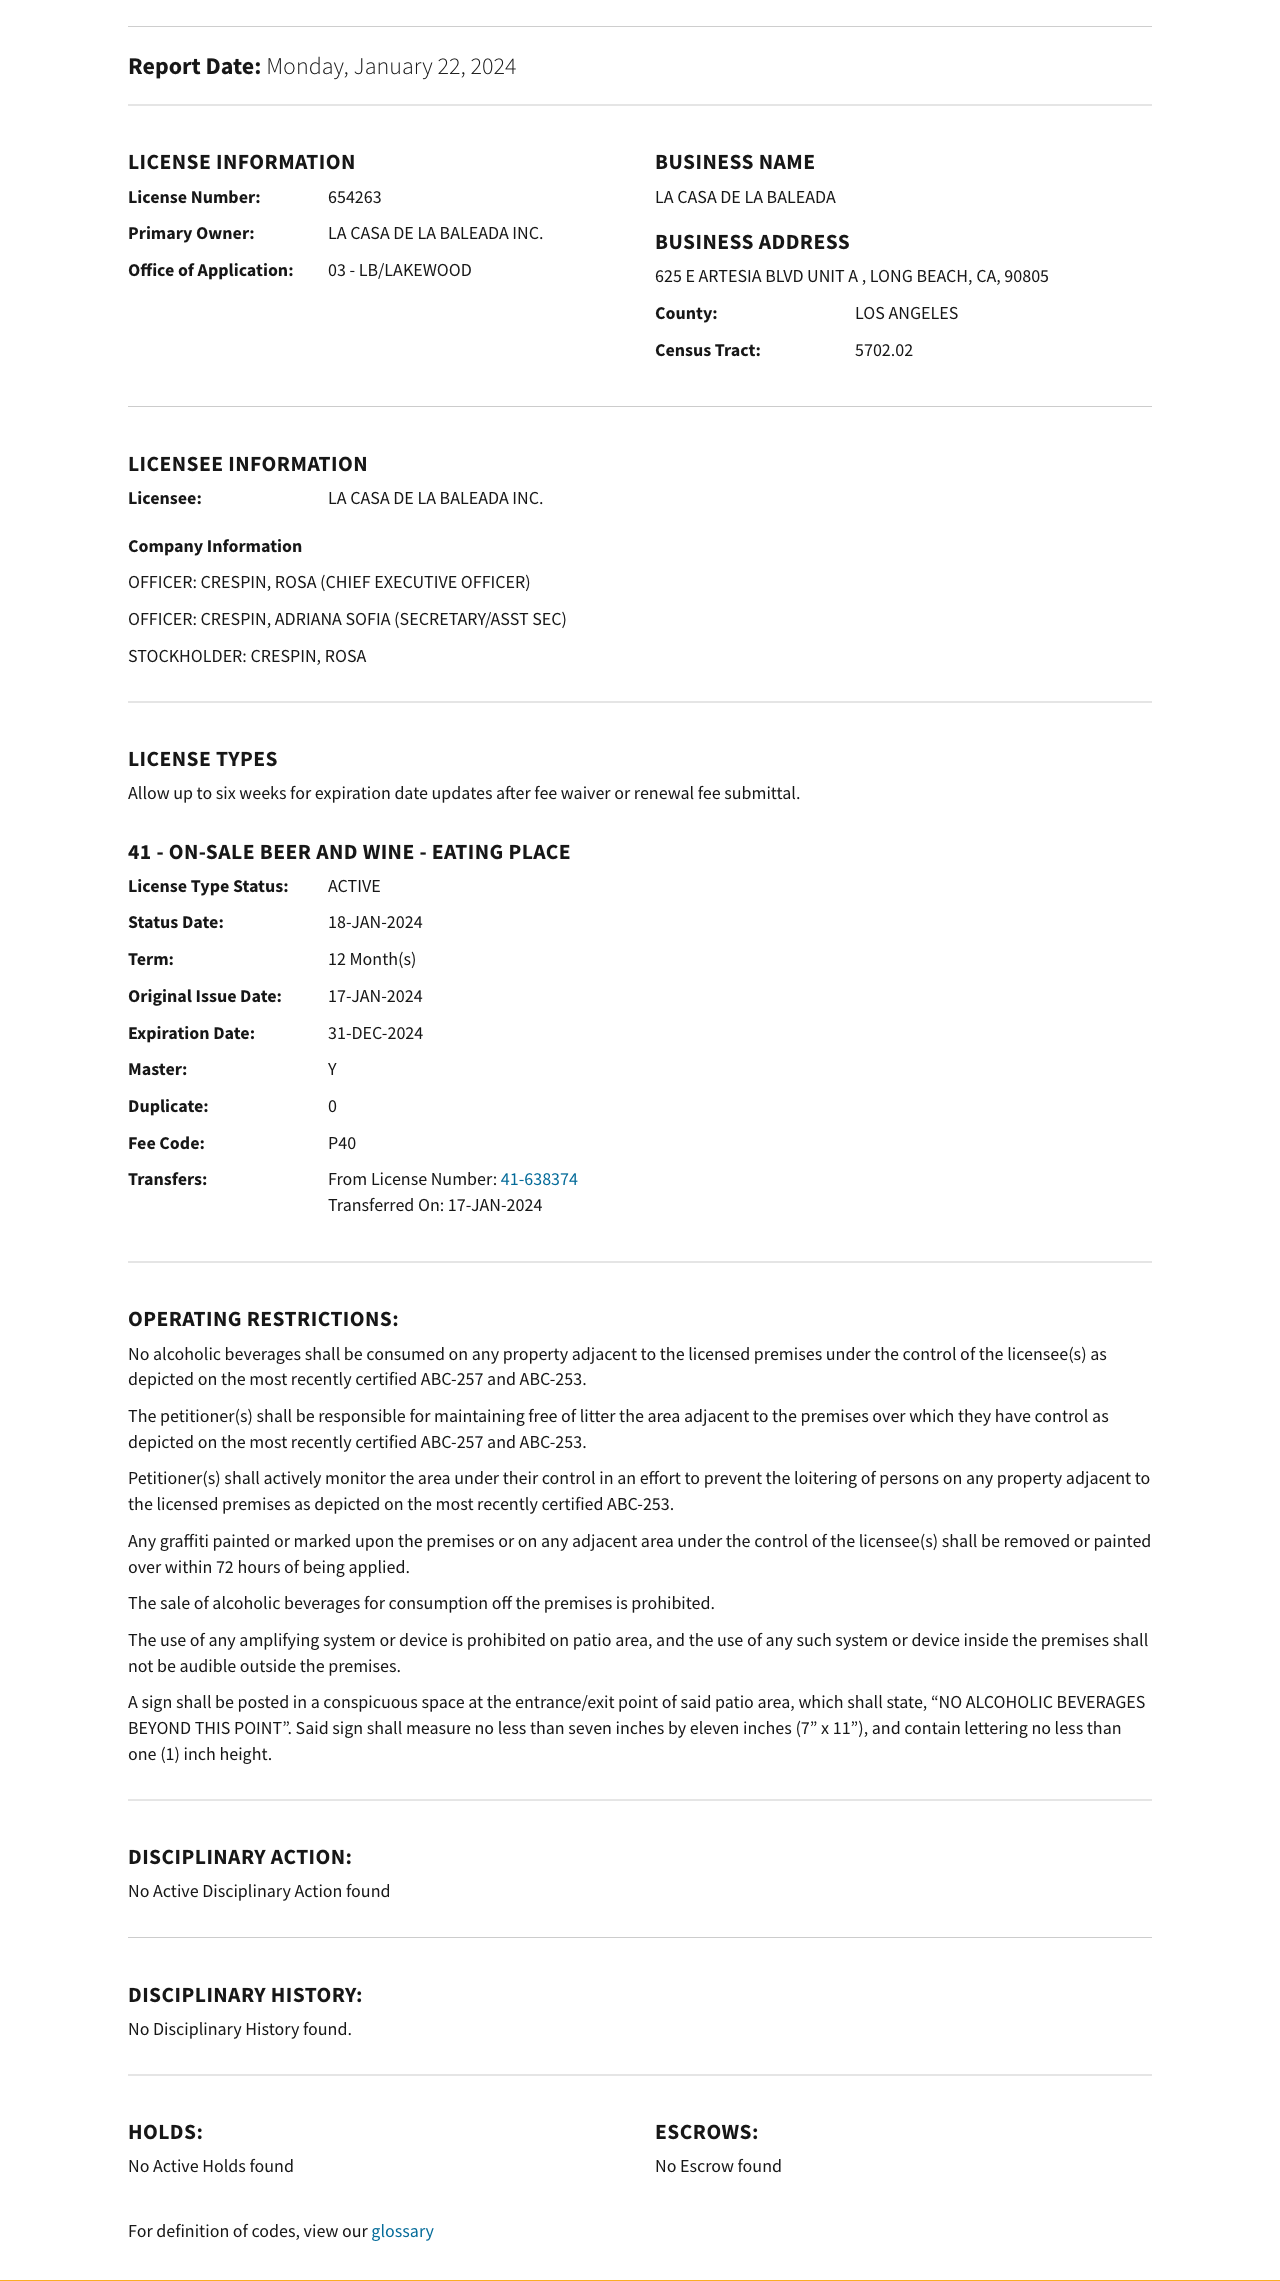 Report Date: Monday, January 22, 2024
LICENSE INFORMATION
License Number: 654263
Primary Owner: LA CASA DE LA BALEADA INC.
Office of Application: 03 - LB/LAKEWOOD
BUSINESS NAME
LA CASA DE LA BALEADA
BUSINESS ADDRESS
625 E ARTESIA BLVD UNIT A , LONG BEACH, CA, 90805
County: LOS ANGELES
Census Tract: 5702.02
LICENSEE INFORMATION
Licensee: LA CASA DE LA BALEADA INC.
Company Information
OFFICER: CRESPIN, ROSA (CHIEF EXECUTIVE OFFICER)
OFFICER: CRESPIN, ADRIANA SOFIA (SECRETARY/ASST SEC)
STOCKHOLDER: CRESPIN, ROSA
LICENSE TYPES
Allow up to six weeks for expiration date updates after fee waiver or renewal fee submittal.
41 - ON-SALE BEER AND WINE - EATING PLACE
License Type Status: ACTIVE
Status Date: 18-JAN-2024
Term: 12 Month(s)
Original Issue Date: 17-JAN-2024
Expiration Date: 31-DEC-2024
Master: Y
Duplicate: 0
Fee Code: P40
Transfers: From License Number: 41-638374
Transferred On: 17-JAN-2024
OPERATING RESTRICTIONS:
No alcoholic beverages shall be consumed on any property adjacent to the licensed premises under the control of the licensee(s) as
depicted on the most recently certified ABC-257 and ABC-253.
The petitioner(s) shall be responsible for maintaining free of litter the area adjacent to the premises over which they have control as
depicted on the most recently certified ABC-257 and ABC-253.
Petitioner(s) shall actively monitor the area under their control in an effort to prevent the loitering of persons on any property adjacent to
the licensed premises as depicted on the most recently certified ABC-253.
Any graffiti painted or marked upon the premises or on any adjacent area under the control of the licensee(s) shall be removed or painted
over within 72 hours of being applied.
The sale of alcoholic beverages for consumption off the premises is prohibited.
The use of any amplifying system or device is prohibited on patio area, and the use of any such system or device inside the premises shall
not be audible outside the premises.
A sign shall be posted in a conspicuous space at the entrance/exit point of said patio area, which shall state, “NO ALCOHOLIC BEVERAGES
BEYOND THIS POINT”. Said sign shall measure no less than seven inches by eleven inches (7” x 11”), and contain lettering no less than
one (1) inch height.
DISCIPLINARY ACTION:
No Active Disciplinary Action found
DISCIPLINARY HISTORY:
No Disciplinary History found.
HOLDS:
No Active Holds found
ESCROWS:
No Escrow found
For definition of codes, view our glossary